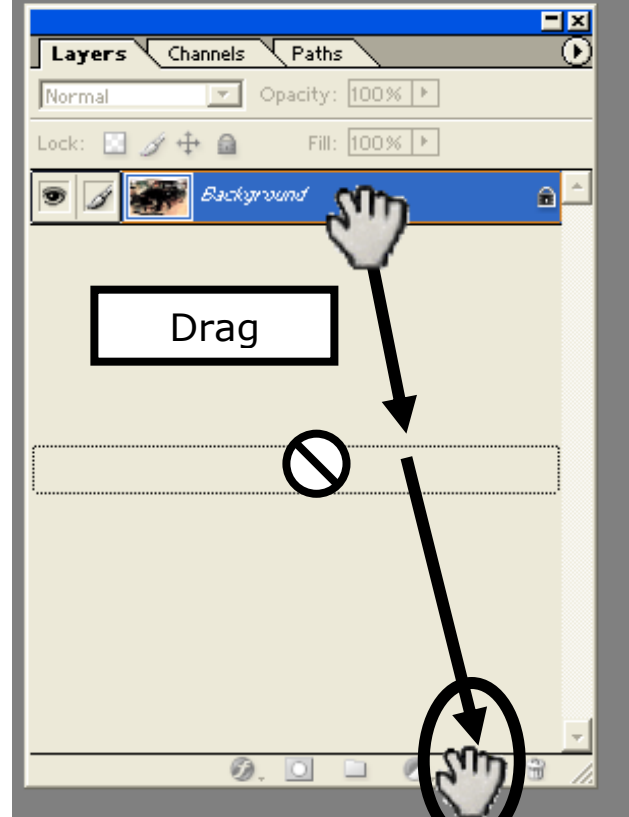 Layers Channels Paths
Normal Opacity: 100%
Lock: Fill: 100%
Background
Drag